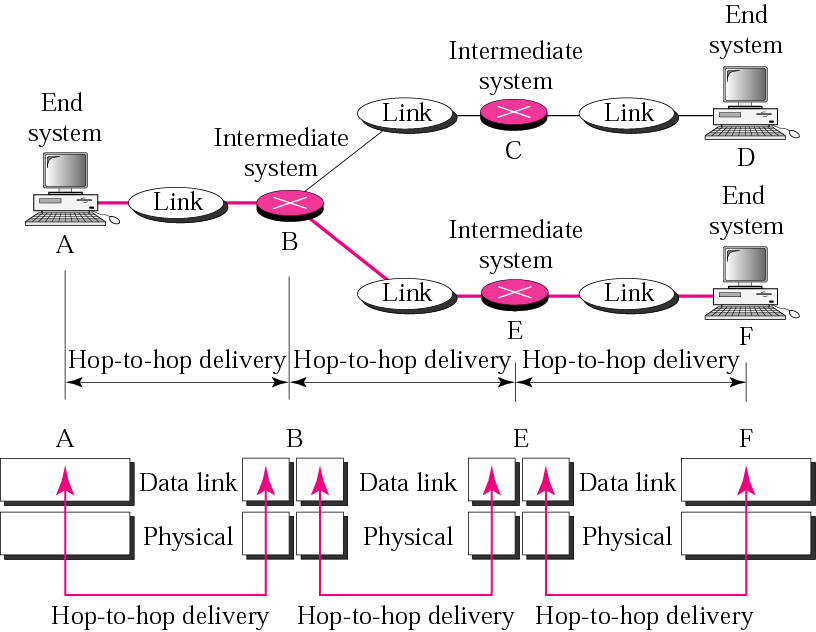 End
system
Intermediate
system
Link
C
Link
D
End
system
Intermediate
system
Link
A
B
End
system
Intermediate
system
Link
E
Link
F
Hop-to-hop delivery
Hop-to-hop delivery
Hop-to-hop delivery
A
B
E
F
Data link
Data link
Data link
Physical
Physical
Physical
Hop-to-hop delivery
Hop-to-hop delivery
Hop-to-hop delivery